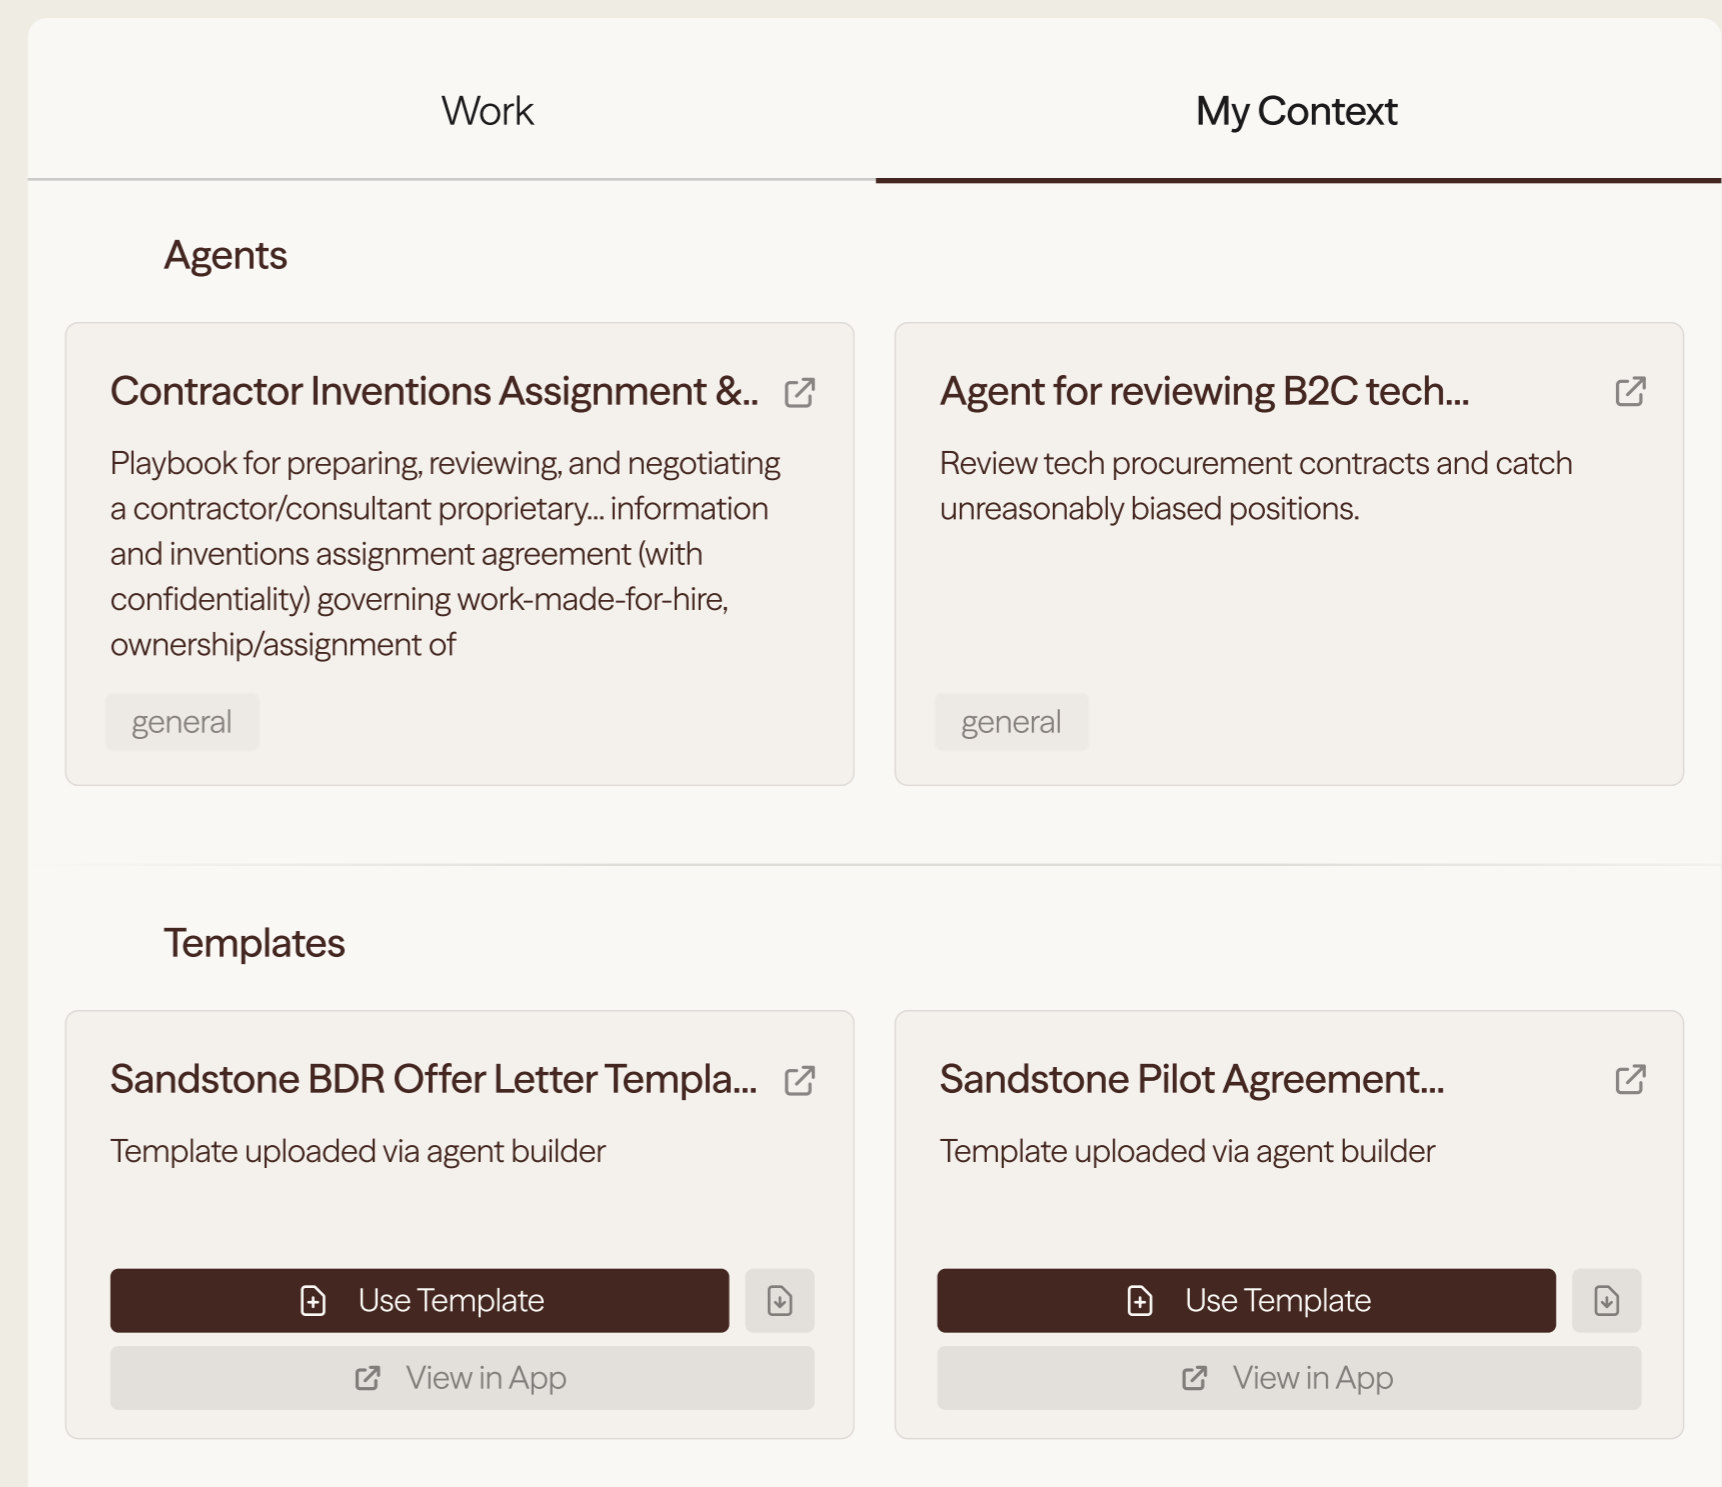 Work
My Context
Agents
Contractor Inventions Assignment &..
Playbook for preparing, reviewing, and negotiating
a contractor/consultant proprietary... information
and inventions assignment agreement (with
confidentiality) governing work-made-for-hire,
ownership/assignment of
general
Agent for reviewing B2C tech...
Review tech procurement contracts and catch
unreasonably biased positions.
general
Templates
Sandstone BDR Offer Letter Templa...
Template uploaded via agent builder
Use Template
View in App
Sandstone Pilot Agreement...
Template uploaded via agent builder
Use Template
View in App